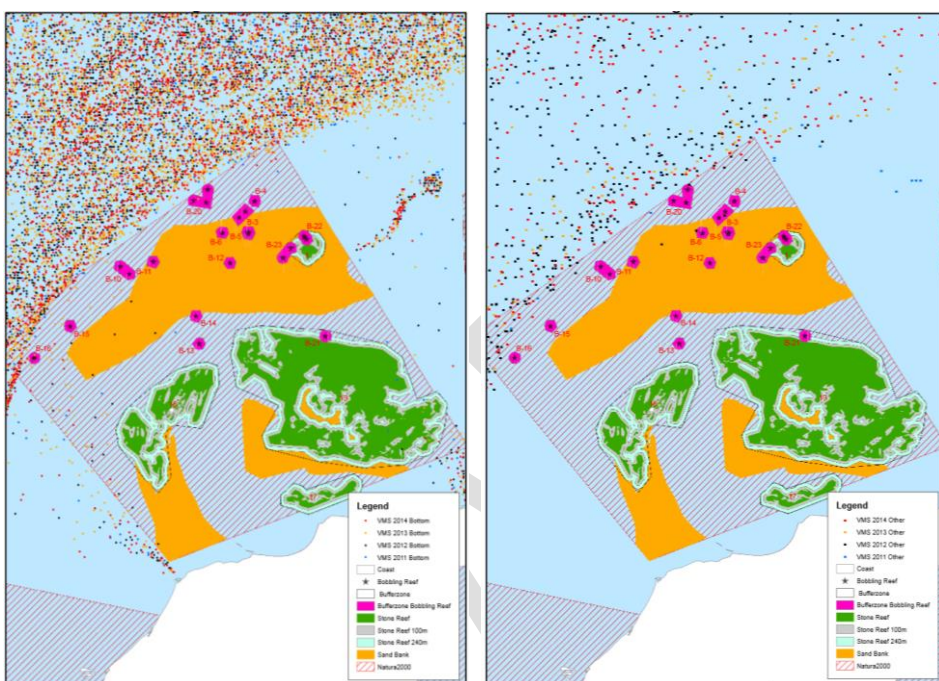 B-4
B-20
B-3
B-5
B-6
B-22
B-23
B-12
B-11
B-10
B-14
B-15
B-13
B-16
B-21
Legend
VMS 2014 Bottom
VMS 2013 Bottom
VMS 2012 Bottom
VMS 2011 Bottom
Coast
Bobbling Reef
Bufferzone
Bufferzone Bobbling Reef
Stone Reef
Stone Reef 100m
Stone Reef 240m
Sand Bank
Natura2000
B-4
B-20
B-3
B-5
B-6
B-22
B-23
B-12
B-11
B-10
B-14
B-15
B-13
B-16
B-21
Legend
VMS 2014 Other
VMS 2013 Other
VMS 2012 Other
VMS 2011 Other
Coast
Bobbling Reef
Bufferzone
Bufferzone Bobbling Reef
Stone Reef
Stone Reef 100m
Stone Reef 240m
Sand Bank
Natura2000